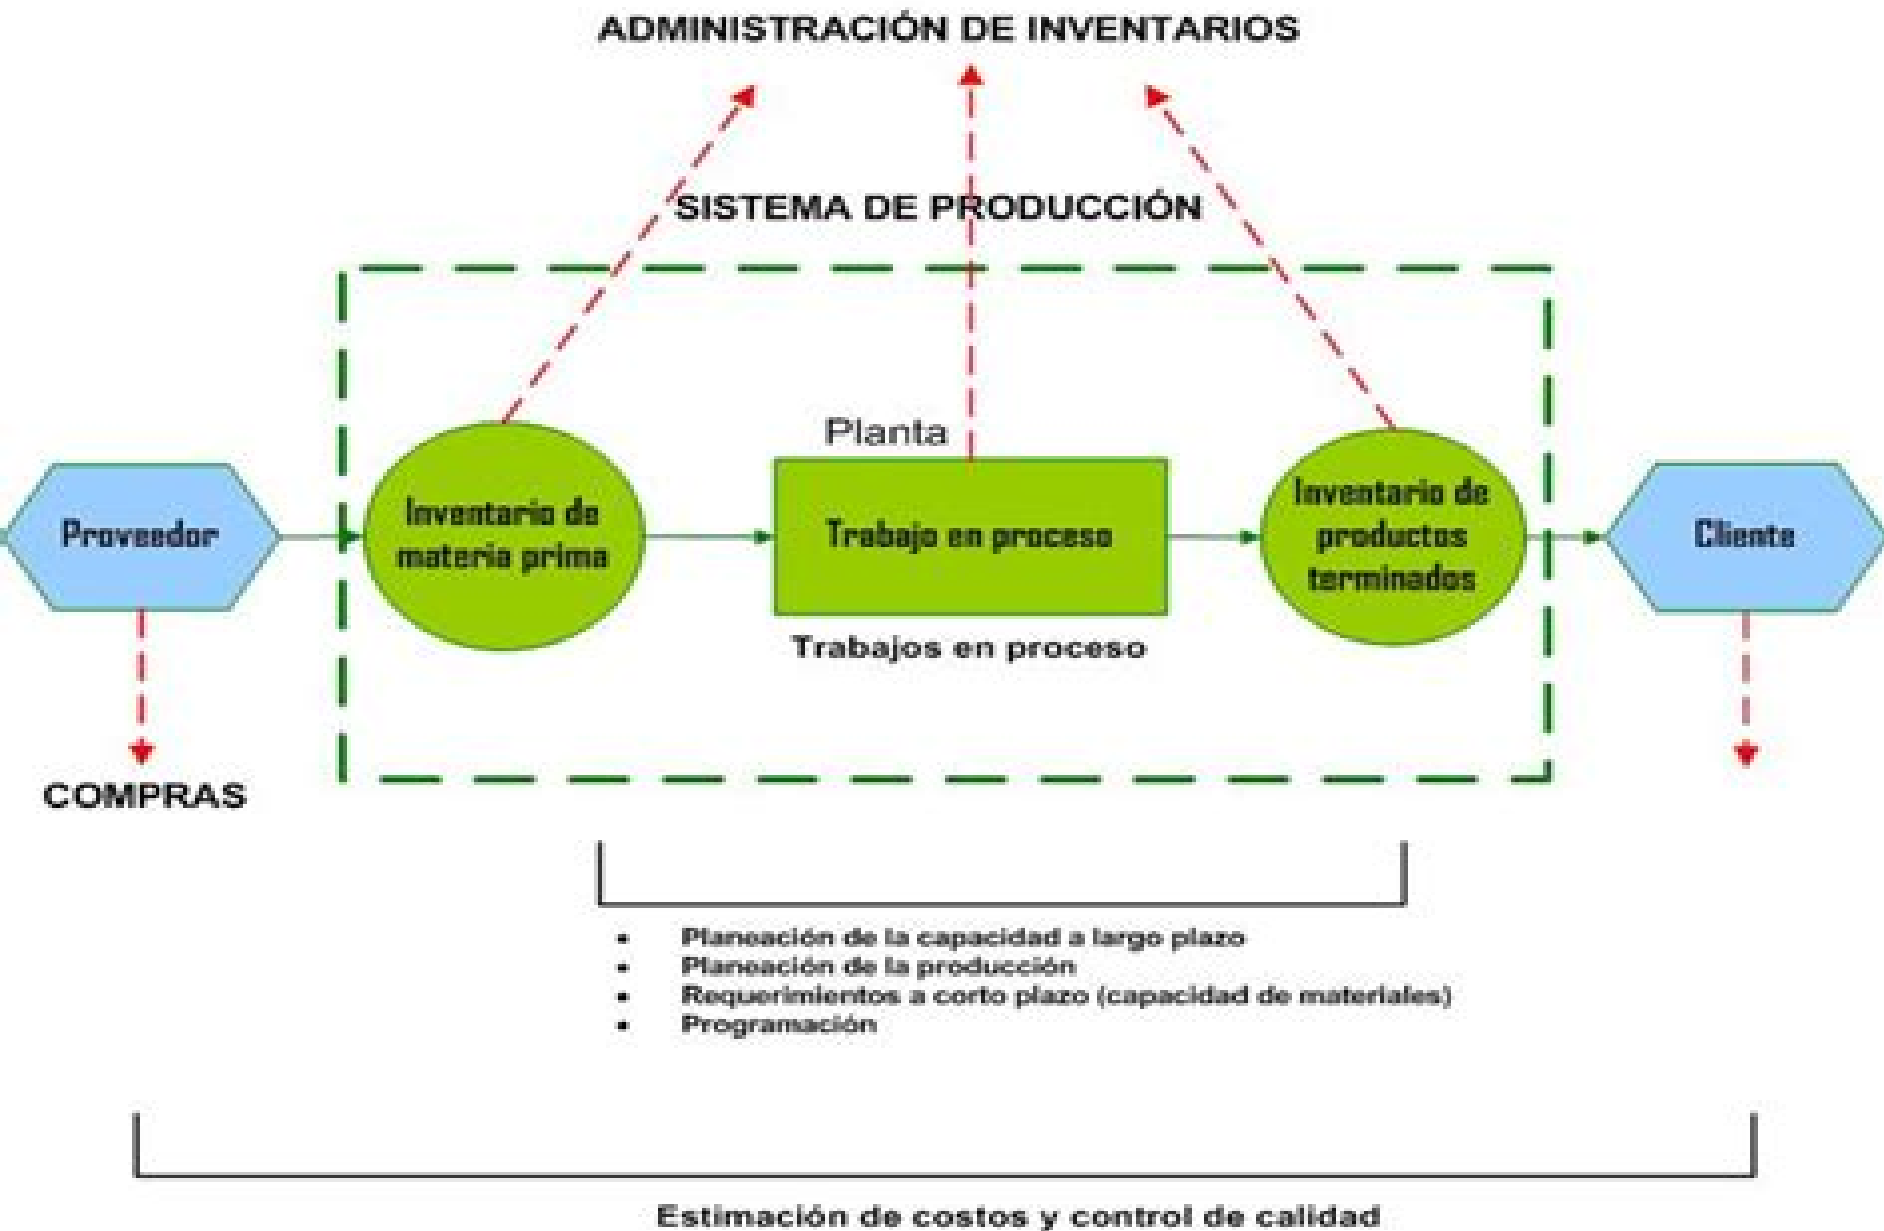 ADMINISTRACIÓN DE INVENTARIOS
SISTEMA DE PRODUCCIÓN
Planta
Proveedor
Inventario de
materia prima
Trabajo en proceso
Inventario de
productos
terminados
Cliente
Trabajos en proceso
COMPRAS
• Planeación de la capacidad a largo plazo
• Planeación de la producción
• Requerimientos a corto plazo (capacidad de materiales)
• Programación
Estimación de costos y control de calidad